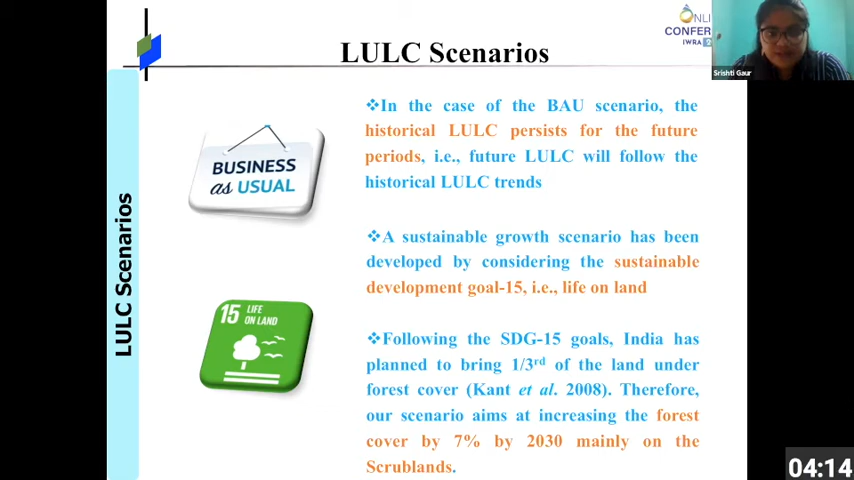 LULC Scenarios
NLI
CONFER
IWRA
Srishti Gaur
❖In the case of the BAU scenario, the
historical LULC persists for the future
periods, i.e., future LULC will follow the
historical LULC trends
BUSINESS
as USUAL
❖A sustainable growth scenario has been
developed by considering the sustainable
development goal-15, i.e., life on land
15 LIFE
ON LAND
❖Following the SDG-15 goals, India has
planned to bring 1/3rd of the land under
forest cover (Kant et al. 2008). Therefore,
our scenario aims at increasing the forest
cover by 7% by 2030 mainly on the
Scrublands.
LULC Scenarios
04:14